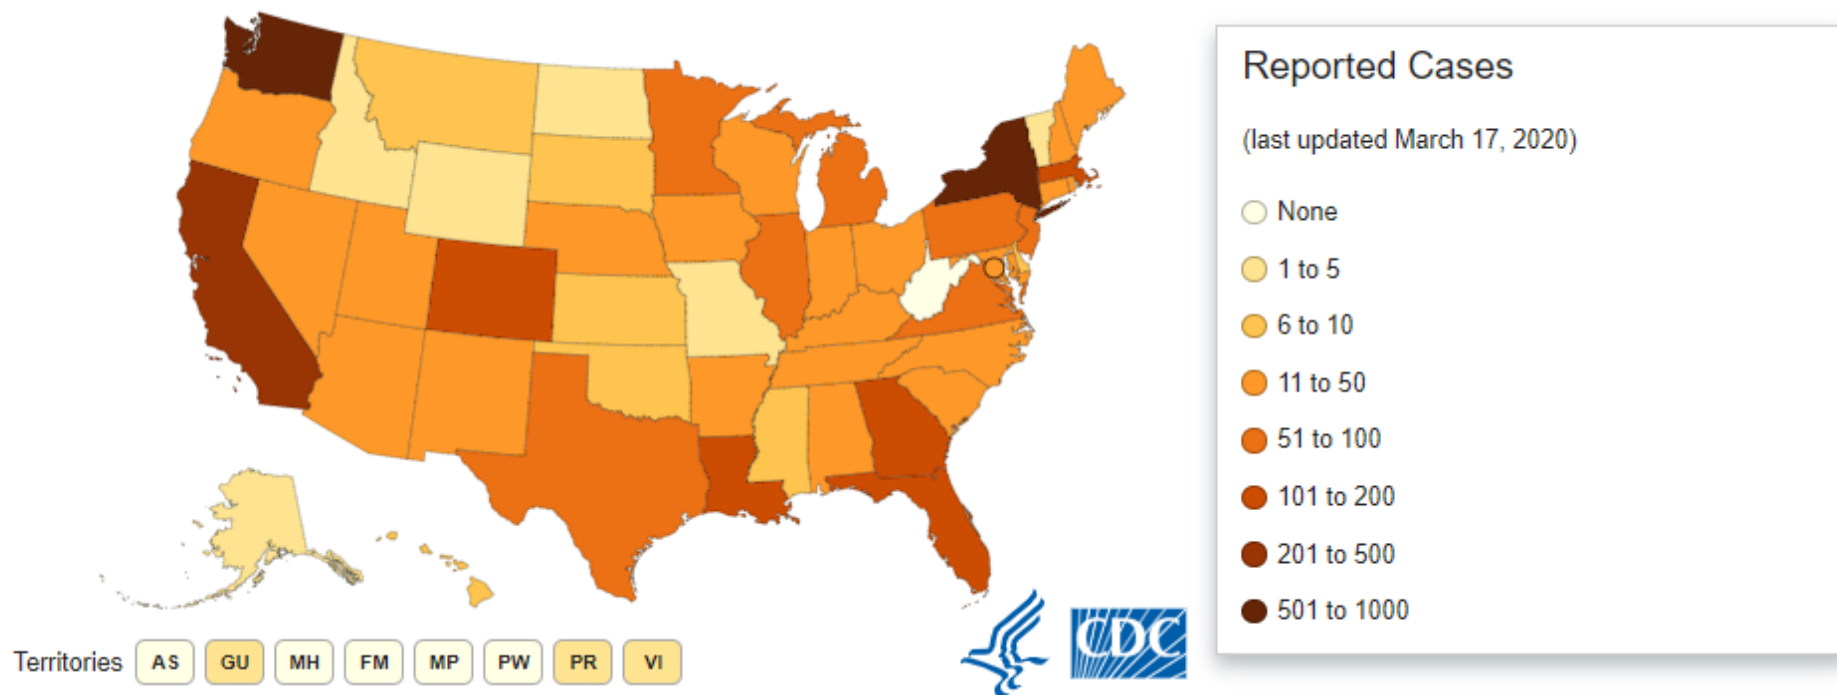 Reported Cases
(last updated March 17, 2020)
None
1 to 5
6 to 10
11 to 50
51 to 100
101 to 200
201 to 500
501 to 1000
CDC
Territories AS GU MH FM MP PW PR VI